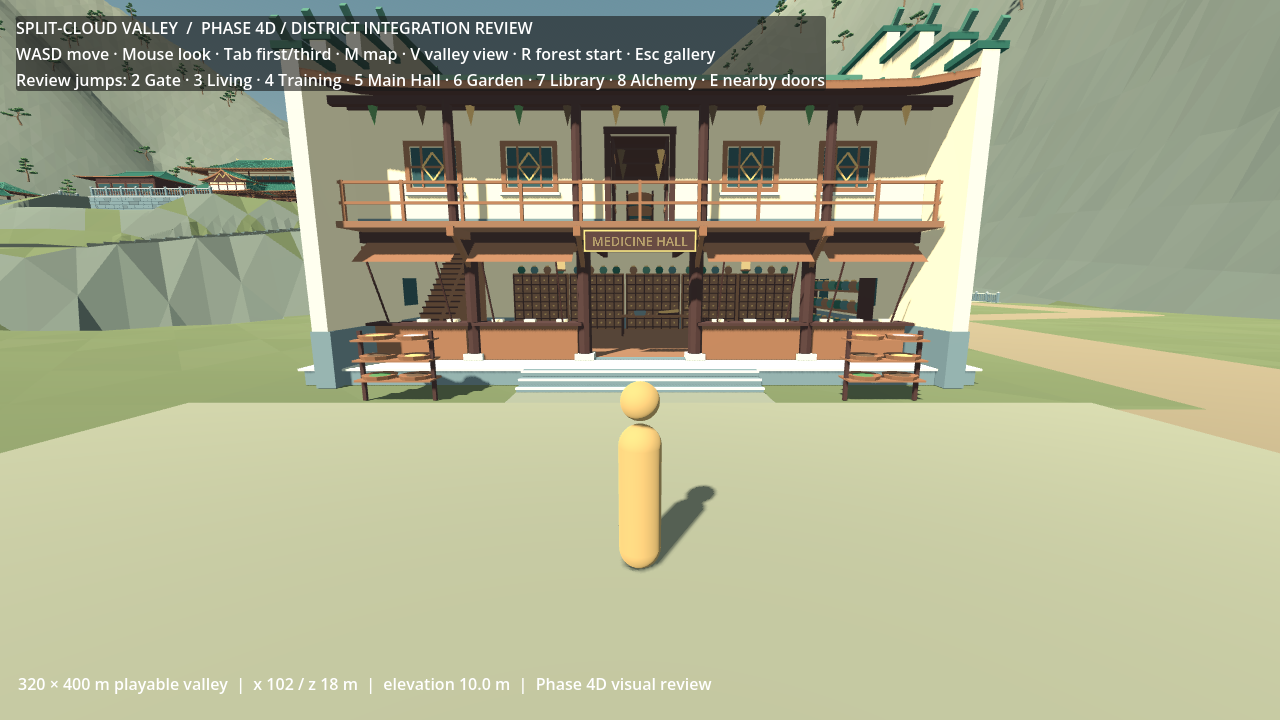 SPLIT-CLOUD VALLEY / PHASE 4D / DISTRICT INTEGRATION REVIEW
WASD move · Mouse look · Tab first/third · M map · V valley view · R forest start · Esc gallery
Review jumps: 2 Gate · 3 Living · 4 Training · 5 Main Hall · 6 Garden · 7 Library · 8 Alchemy · E nearby doors
MEDICINE HALL
320 × 400 m playable valley | x 102 / z 18 m | elevation 10.0 m | Phase 4D visual review